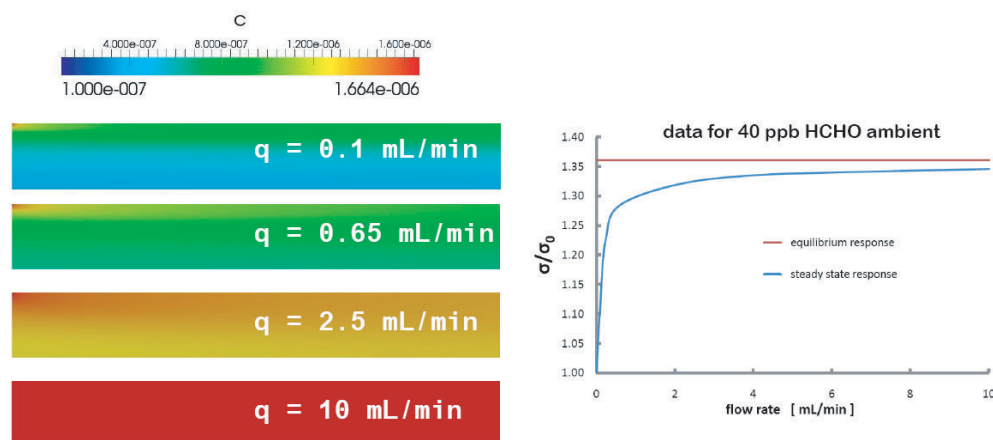 C
4.000e-007 8.000e-007 1.200e-006 1.600e-006
1.000e-007 1.664e-006
q = 0.1 mL/min
q = 0.65 mL/min
q = 2.5 mL/min
q = 10 mL/min
data for 40 ppb HCHO ambient
1.40
1.35
1.30
1.25
1.20
1.15
1.10
1.05
1.00
σ/σ0
equilibrium response
steady state response
0 2 4 6 8 10
flow rate [ mL/min ]